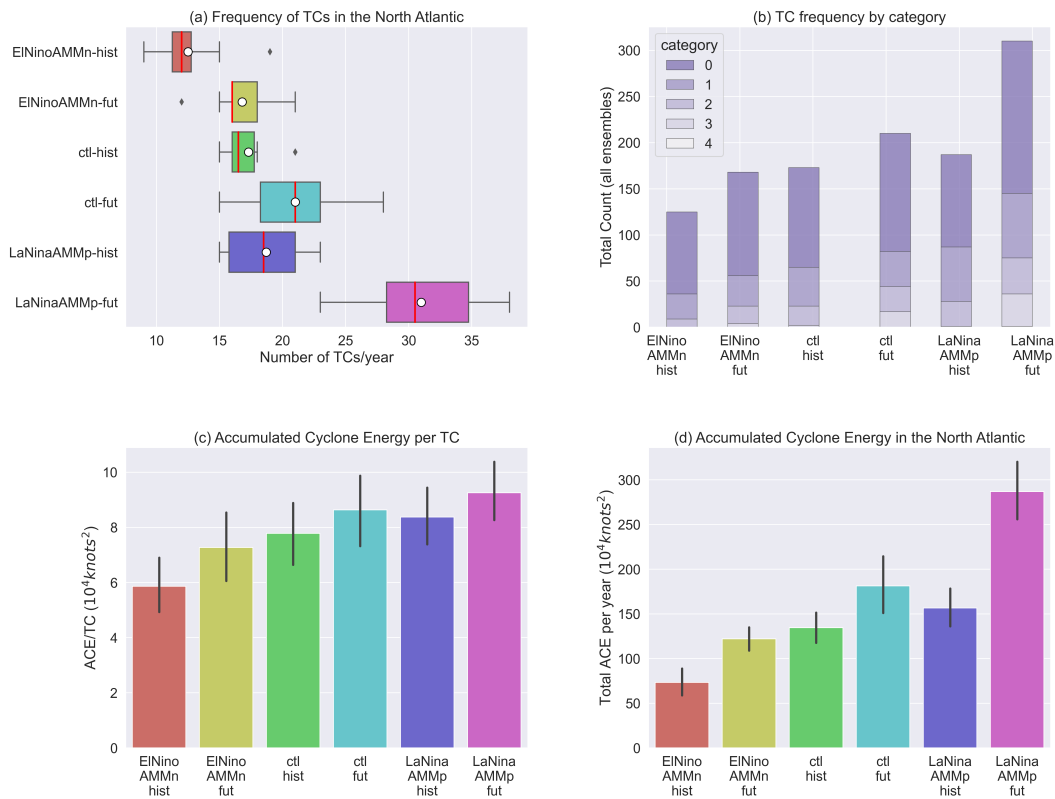 (a) Frequency of TCs in the North Atlantic
ElNinoAMMn-hist
ElNinoAMMn-fut
ctl-hist
ctl-fut
LaNinaAMMp-hist
LaNinaAMMp-fut
10 15 20 25 30 35
Number of TCs/year
(b) TC frequency by category
Total Count (all ensembles)
300
250
200
150
100
50
0
category
0
1
2
3
4
ElNino ElNino ctl ctl LaNina LaNina
AMMn AMMn hist fut AMMp AMMp
hist fut hist fut
(c) Accumulated Cyclone Energy per TC
ACE/TC (10⁴knots²)
10
8
6
4
2
0
ElNino ElNino ctl ctl LaNina LaNina
AMMn AMMn hist fut AMMp AMMp
hist fut hist fut
(d) Accumulated Cyclone Energy in the North Atlantic
Total ACE per year (10⁴knots²)
300
250
200
150
100
50
0
ElNino ElNino ctl ctl LaNina LaNina
AMMn AMMn hist fut AMMp AMMp
hist fut hist fut